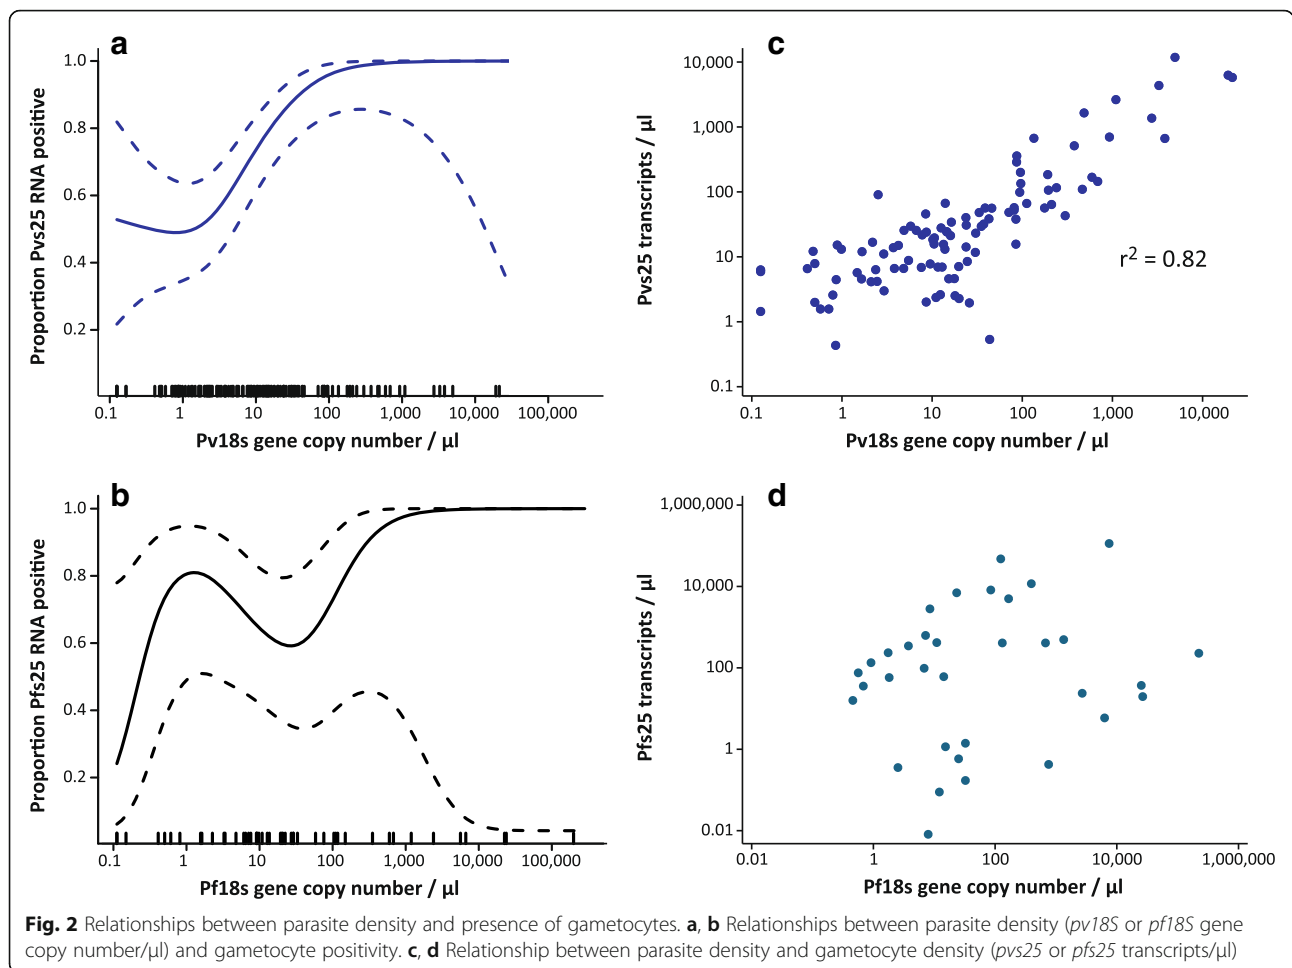 a
Proportion Pvs25 RNA positive
1.0
0.8
0.6
0.4
0.2
0.1 1 10 100 1,000 10,000 100,000
Pv18s gene copy number / µl
c
Pvs25 transcripts / µl
10,000
1,000
100
10
1
0.1
r² = 0.82
0.1 1 10 100 1,000 10,000
Pv18s gene copy number / µl
b
Proportion Pfs25 RNA positive
1.0
0.8
0.6
0.4
0.2
0.1 1 10 100 1,000 10,000 100,000
Pf18s gene copy number / µl
d
Pfs25 transcripts / µl
1,000,000
10,000
100
1
0.01
0.01 1 100 10,000 1,000,000
Pf18s gene copy number / µl
Fig. 2 Relationships between parasite density and presence of gametocytes. a, b Relationships between parasite density (pv18S or pf18S gene
copy number/µl) and gametocyte positivity. c, d Relationship between parasite density and gametocyte density (pvs25 or pfs25 transcripts/µl)